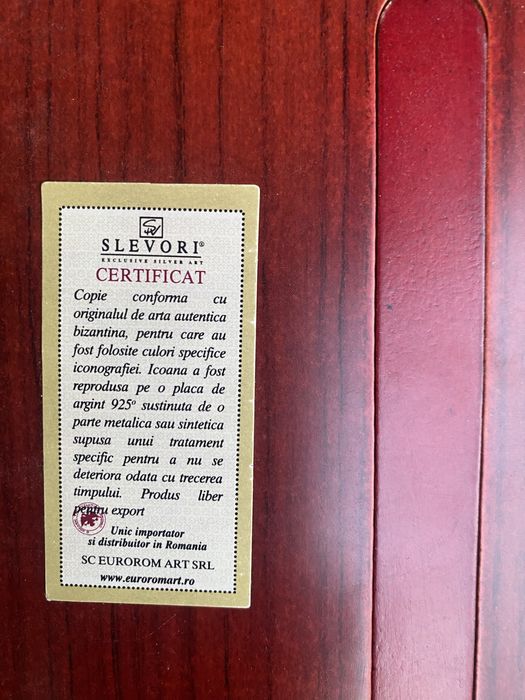 SLEVORI®
EXCLUSIVE SILVER ART
CERTIFICAT
Copie conforma cu
originalul de arta autentica
bizantina, pentru care au
fost folosite culori specifice
iconografiei. Icoana a fost
reprodusa pe o placa de
argint 925º sustinuta de o
parte metalica sau sintetica
supusa unui tratament
specific pentru a nu se
deteriora odata cu trecerea
timpului. Produs liber
pentru export
Unic importator
si distribuitor in Romania
SC EUROROM ART SRL
www.euroromart.ro